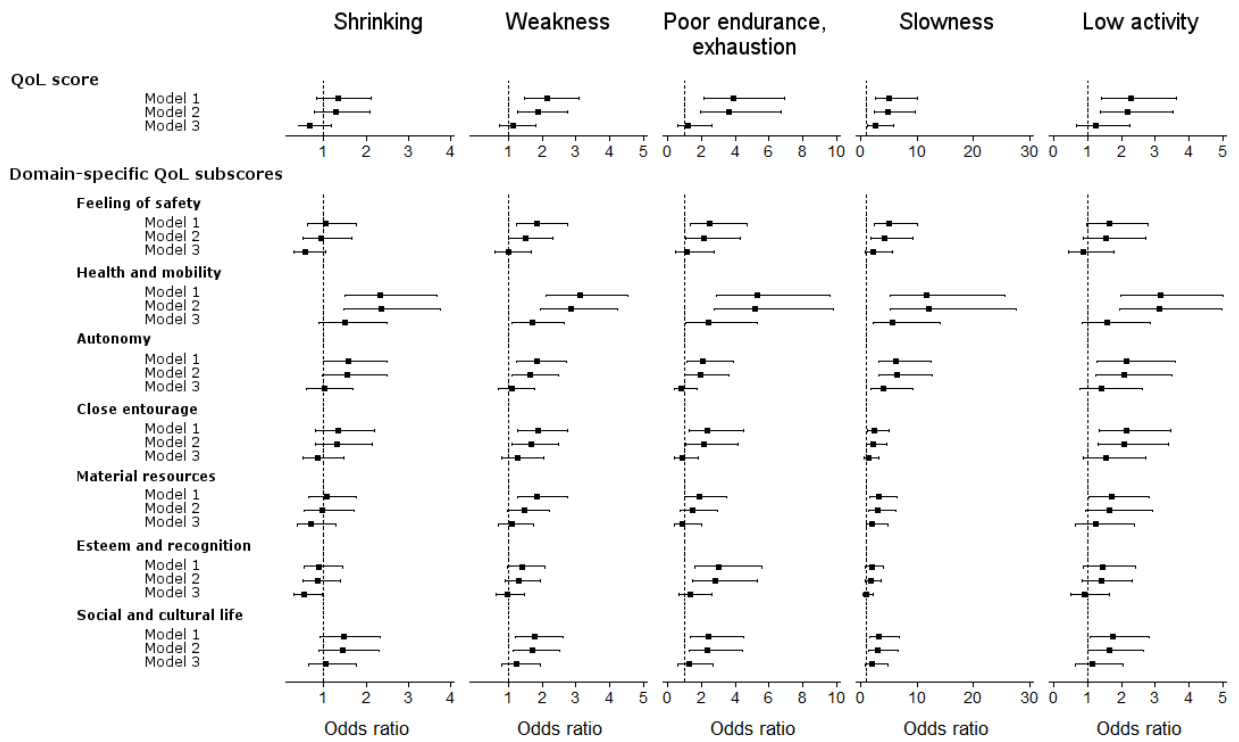 Shrinking Weakness Poor endurance, Slowness Low activity
exhaustion
QoL score
Model 1
Model 2
Model 3
1 2 3 4 0 1 2 3 4 5 0 2 4 6 8 10 0 10 20 30 0 1 2 3 4 5
Domain-specific QoL subscores
Feeling of safety
Model 1
Model 2
Model 3
Health and mobility
Model 1
Model 2
Model 3
Autonomy
Model 1
Model 2
Model 3
Close entourage
Model 1
Model 2
Model 3
Material resources
Model 1
Model 2
Model 3
Esteem and recognition
Model 1
Model 2
Model 3
Social and cultural life
Model 1
Model 2
Model 3
1 2 3 4 0 1 2 3 4 5 0 2 4 6 8 10 0 10 20 30 0 1 2 3 4 5
Odds ratio Odds ratio Odds ratio Odds ratio Odds ratio